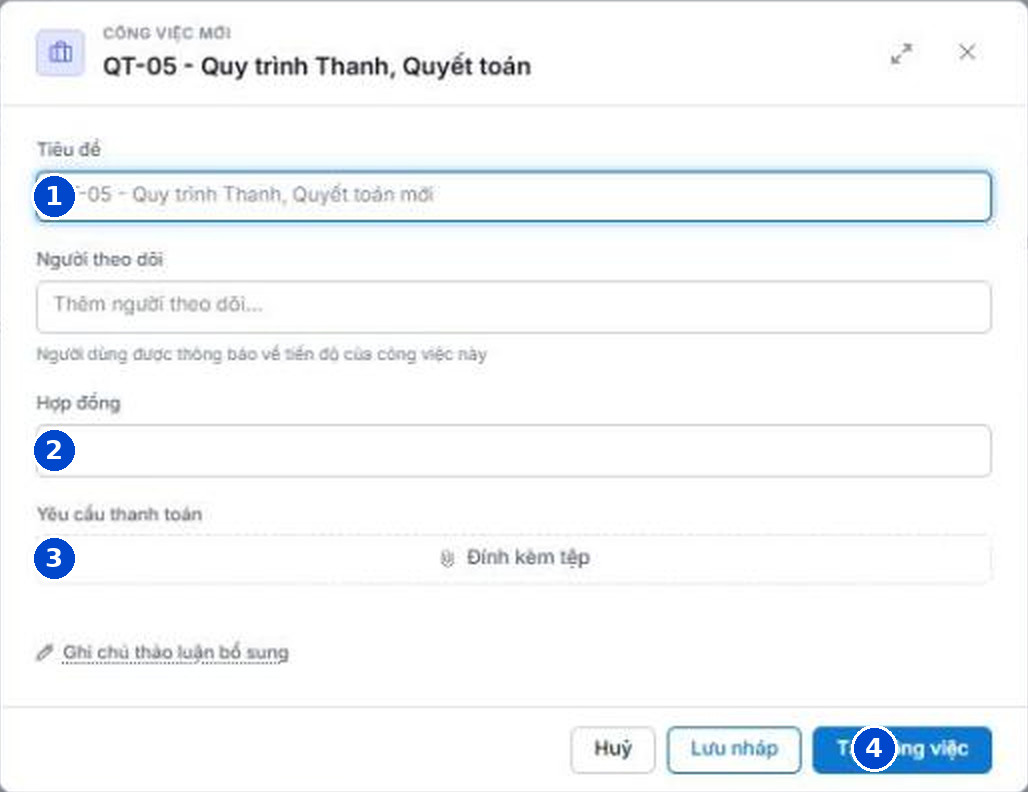 CÔNG VIỆC MỚI
QT-05 - Quy trình Thanh, Quyết toán
Tiêu đề
1 -05 - Quy trình Thanh, Quyết toán mới
Người theo dõi
Thêm người theo dõi...
Người dùng được thông báo về tiến độ của công việc này
Hợp đồng
2
Yêu cầu thanh toán
3 Đính kèm tệp
Ghi chú thảo luận bổ sung
Huỷ Lưu nháp 4 việc